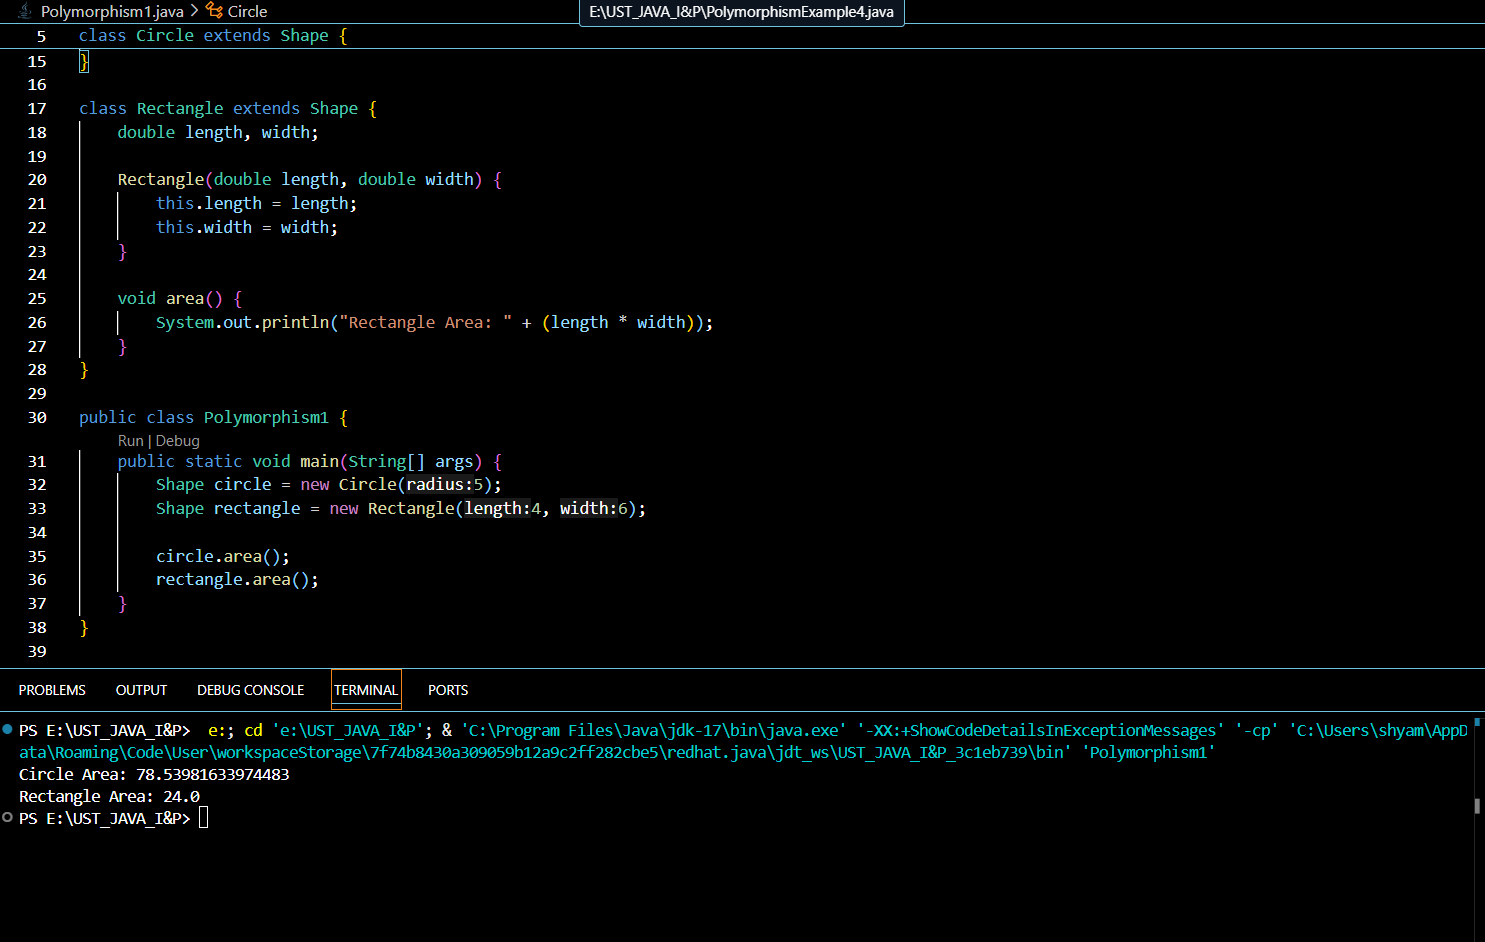 Polymorphism1.java > Circle
E:\UST_JAVA_I&P\PolymorphismExample4.java
5 class Circle extends Shape {
15 }
16
17 class Rectangle extends Shape {
18 double length, width;
19
20 Rectangle(double length, double width) {
21 this.length = length;
22 this.width = width;
23 }
24
25 void area() {
26 System.out.println("Rectangle Area: " + (length * width));
27 }
28 }
29
30 public class Polymorphism1 {
Run | Debug
31 public static void main(String[] args) {
32 Shape circle = new Circle(radius:5);
33 Shape rectangle = new Rectangle(length:4, width:6);
34
35 circle.area();
36 rectangle.area();
37 }
38 }
39
PROBLEMS OUTPUT DEBUG CONSOLE TERMINAL PORTS
PS E:\UST_JAVA_I&P> e:; cd 'e:\UST_JAVA_I&P'; & 'C:\Program Files\Java\jdk-17\bin\java.exe' '-XX:+ShowCodeDetailsInExceptionMessages' '-cp' 'C:\Users\shyam\AppD
ata\Roaming\Code\User\workspaceStorage\7f74b8430a309059b12a9c2ff282cbe5\redhat.java\jdt_ws\UST_JAVA_I&P_3c1eb739\bin' 'Polymorphism1'
Circle Area: 78.53981633974483
Rectangle Area: 24.0
PS E:\UST_JAVA_I&P>